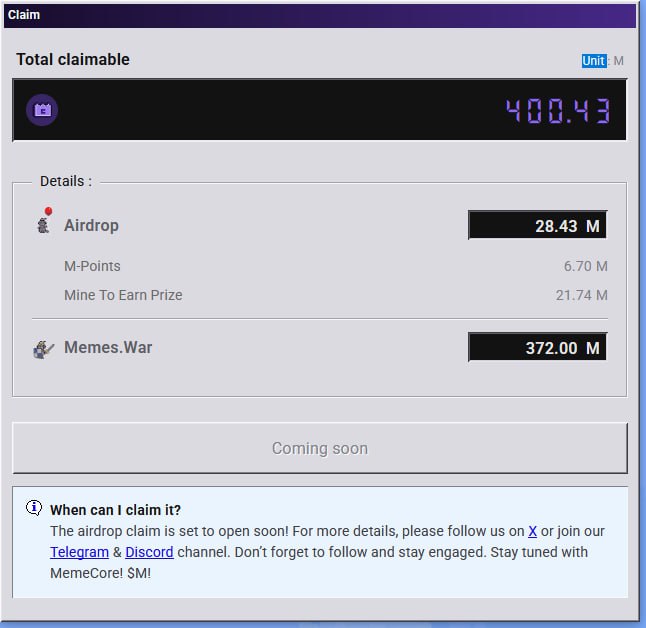 Claim
Total claimable
Unit : M
400.43
Details :
Airdrop 28.43 M
M-Points 6.70 M
Mine To Earn Prize 21.74 M
Memes.War 372.00 M
Coming soon
When can I claim it?
The airdrop claim is set to open soon! For more details, please follow us on X or join our
Telegram & Discord channel. Don’t forget to follow and stay engaged. Stay tuned with
MemeCore! $M!